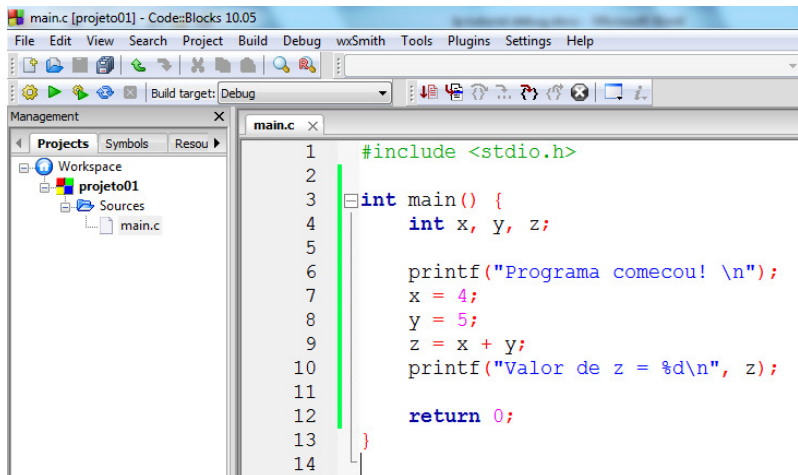 main.c [projeto01] - Code::Blocks 10.05
File Edit View Search Project Build Debug wxSmith Tools Plugins Settings Help
Build target: Debug
Management
main.c
Projects Symbols Resou
Workspace
projeto01
Sources
main.c
1 #include <stdio.h>
2
3 int main() {
4 int x, y, z;
5
6 printf("Programa comecou! \n");
7 x = 4;
8 y = 5;
9 z = x + y;
10 printf("Valor de z = %d\n", z);
11
12 return 0;
13 }
14